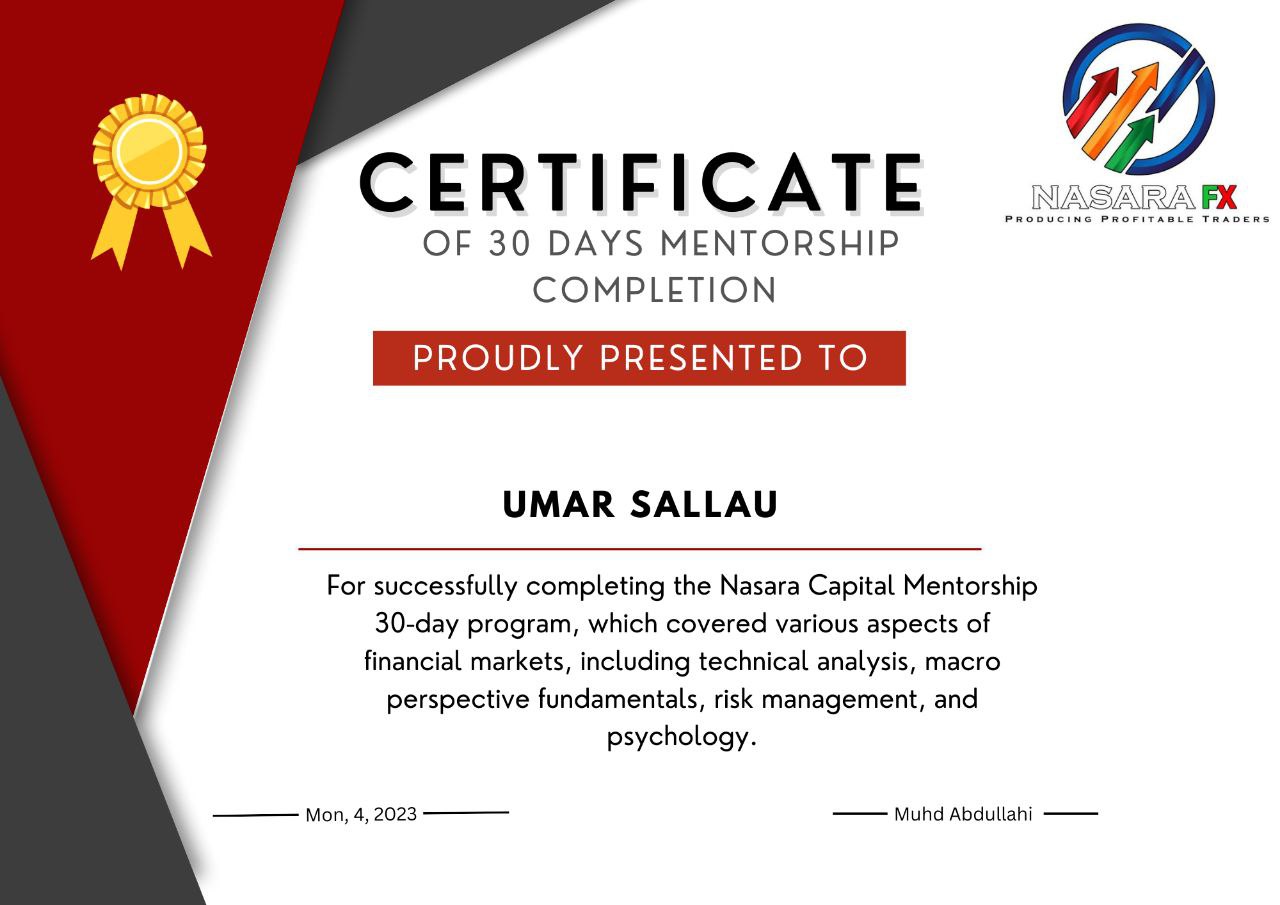 NASARA FX
PRODUCING PROFITABLE TRADERS
CERTIFICATE
OF 30 DAYS MENTORSHIP
COMPLETION
PROUDLY PRESENTED TO
UMAR SALLAU
For successfully completing the Nasara Capital Mentorship
30-day program, which covered various aspects of
financial markets, including technical analysis, macro
perspective fundamentals, risk management, and
psychology.
Mon, 4, 2023
Muhd Abdullahi